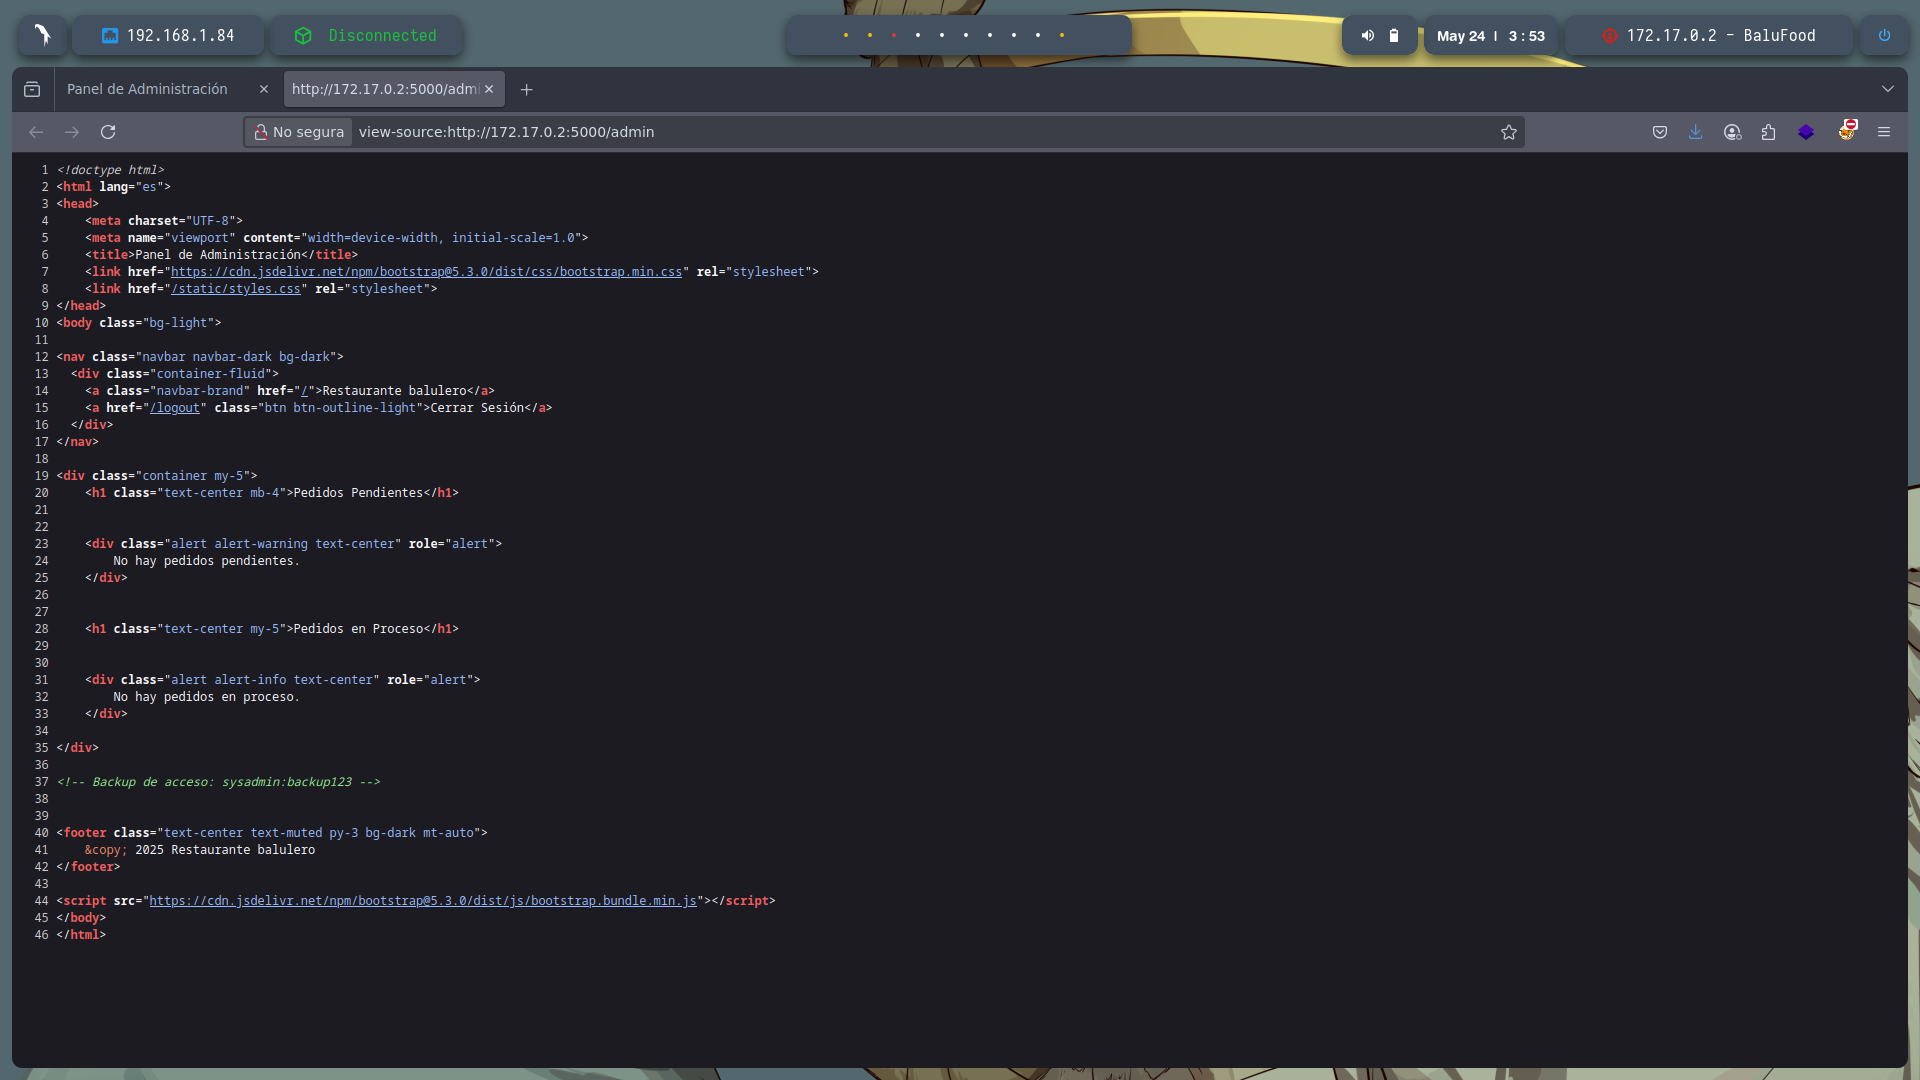 192.168.1.84
Disconnected
May 24 | 3:53
172.17.0.2 - BaluFood
Panel de Administración
http://172.17.0.2:5000/adm
No segura
view-source:http://172.17.0.2:5000/admin
1 <!doctype html>
2 <html lang="es">
3 <head>
4     <meta charset="UTF-8">
5     <meta name="viewport" content="width=device-width, initial-scale=1.0">
6     <title>Panel de Administración</title>
7     <link href="https://cdn.jsdelivr.net/npm/bootstrap@5.3.0/dist/css/bootstrap.min.css" rel="stylesheet">
8     <link href="/static/styles.css" rel="stylesheet">
9 </head>
10 <body class="bg-light">
11
12 <nav class="navbar navbar-dark bg-dark">
13   <div class="container-fluid">
14     <a class="navbar-brand" href="/">Restaurante balulero</a>
15     <a href="/logout" class="btn btn-outline-light">Cerrar Sesión</a>
16   </div>
17 </nav>
18
19 <div class="container my-5">
20     <h1 class="text-center mb-4">Pedidos Pendientes</h1>
21
22
23     <div class="alert alert-warning text-center" role="alert">
24         No hay pedidos pendientes.
25     </div>
26
27
28     <h1 class="text-center my-5">Pedidos en Proceso</h1>
29
30
31     <div class="alert alert-info text-center" role="alert">
32         No hay pedidos en proceso.
33     </div>
34
35 </div>
36
37 <!-- Backup de acceso: sysadmin:backup123 -->
38
39
40 <footer class="text-center text-muted py-3 bg-dark mt-auto">
41     &copy; 2025 Restaurante balulero
42 </footer>
43
44 <script src="https://cdn.jsdelivr.net/npm/bootstrap@5.3.0/dist/js/bootstrap.bundle.min.js"></script>
45 </body>
46 </html>